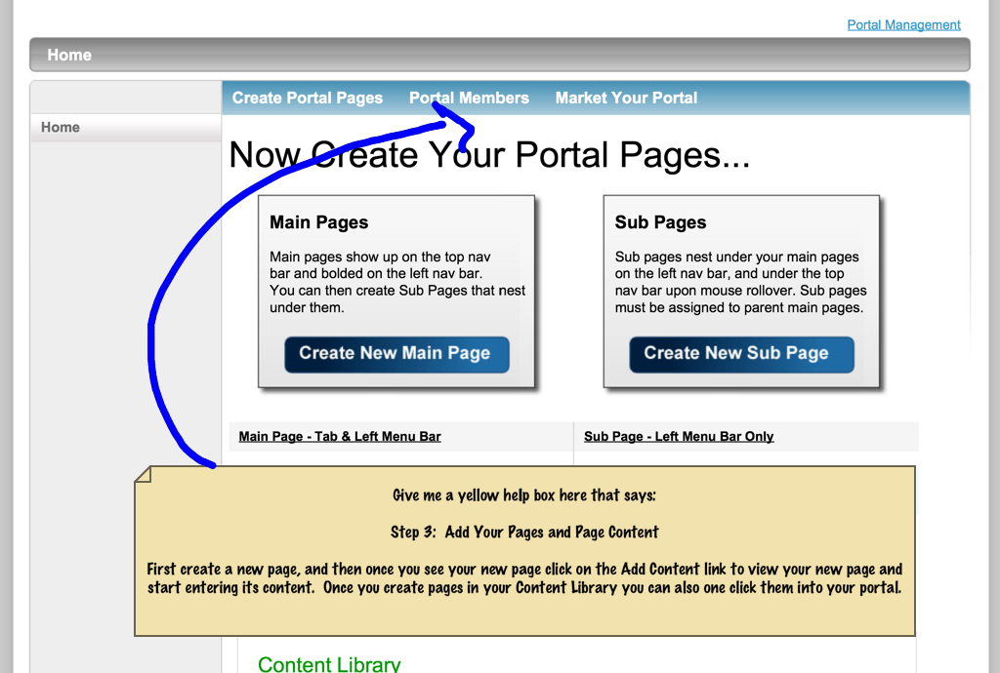 Portal Management
Home
Create Portal Pages Portal Members Market Your Portal
Home
Now Create Your Portal Pages...
Main Pages
Main pages show up on the top nav
bar and bolded on the left nav bar.
You can then create Sub Pages that nest
under them.
Create New Main Page
Sub Pages
Sub pages nest under your main pages
on the left nav bar, and under the top
nav bar upon mouse rollover. Sub pages
must be assigned to parent main pages.
Create New Sub Page
Main Page - Tab & Left Menu Bar
Sub Page - Left Menu Bar Only
Give me a yellow help box here that says:
Step 3: Add Your Pages and Page Content
First create a new page, and then once you see your new page click on the Add Content link to view your new page and
start entering its content. Once you create pages in your Content Library you can also one click them into your portal.
Content Library